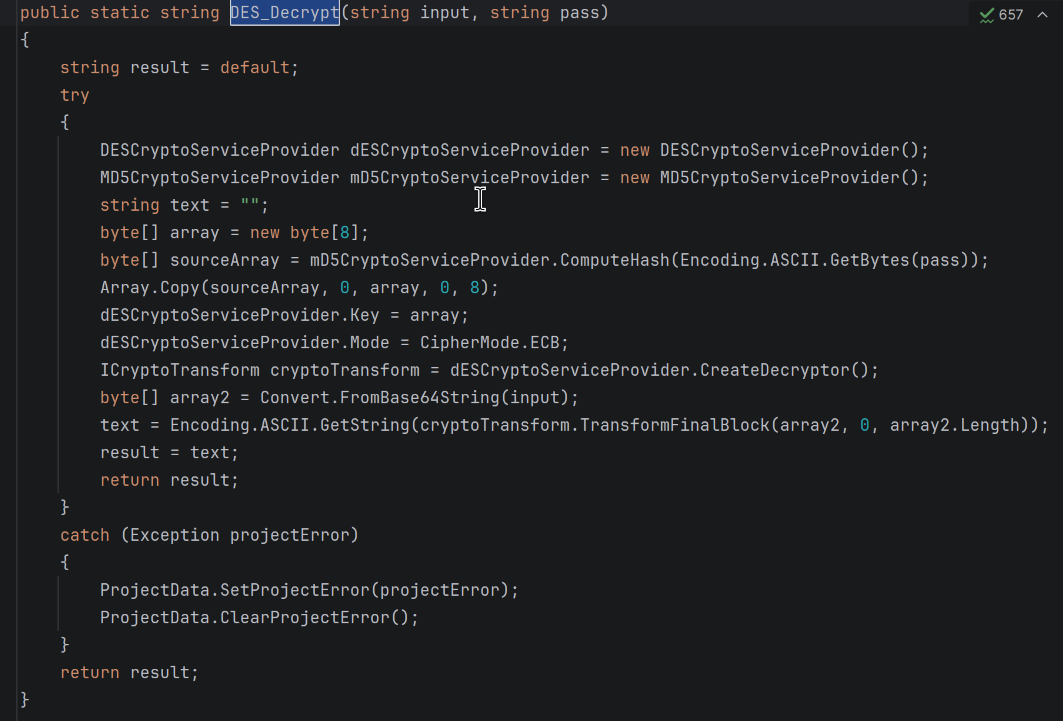 public static string DES_Decrypt(string input, string pass)
657
{
string result = default;
try
{
DESCryptoServiceProvider dESCryptoServiceProvider = new DESCryptoServiceProvider();
MD5CryptoServiceProvider mD5CryptoServiceProvider = new MD5CryptoServiceProvider();
string text = "";
byte[] array = new byte[8];
byte[] sourceArray = mD5CryptoServiceProvider.ComputeHash(Encoding.ASCII.GetBytes(pass));
Array.Copy(sourceArray, 0, array, 0, 8);
dESCryptoServiceProvider.Key = array;
dESCryptoServiceProvider.Mode = CipherMode.ECB;
ICryptoTransform cryptoTransform = dESCryptoServiceProvider.CreateDecryptor();
byte[] array2 = Convert.FromBase64String(input);
text = Encoding.ASCII.GetString(cryptoTransform.TransformFinalBlock(array2, 0, array2.Length));
result = text;
return result;
}
catch (Exception projectError)
{
ProjectData.SetProjectError(projectError);
ProjectData.ClearProjectError();
}
return result;
}